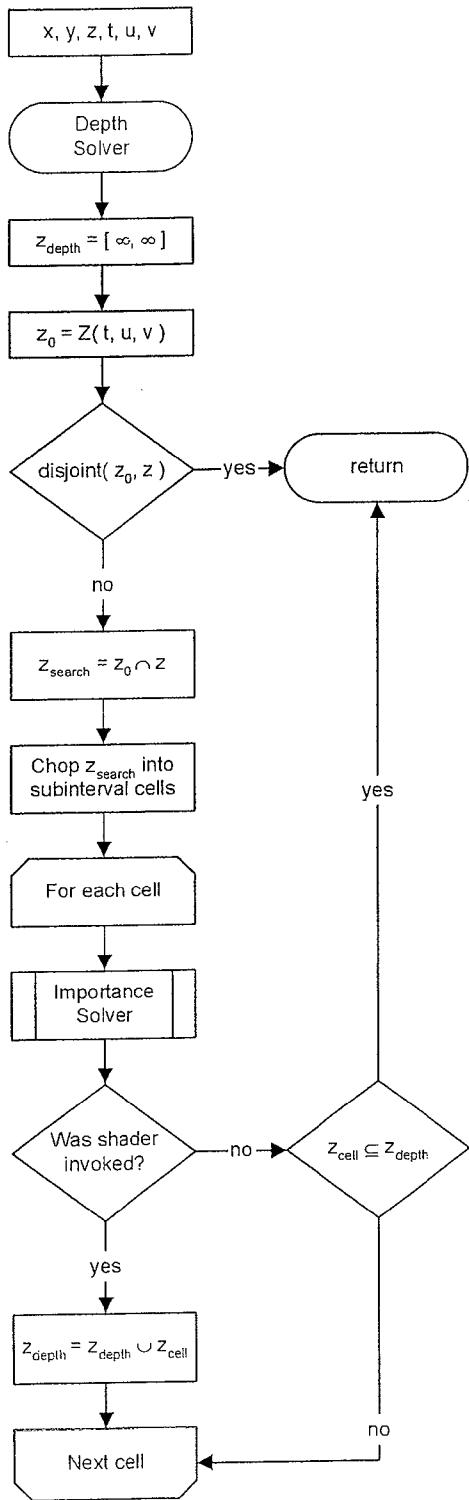 x, y, z, t, u, v
Depth
Solver
z_depth = [ ∞, ∞ ]
z_0 = Z( t, u, v )
disjoint( z_0, z )
yes
return
no
z_search = z_0 ∩ z
Chop z_search into
subinterval cells
yes
For each cell
Importance
Solver
Was shader
invoked?
no
z_cell ⊆ z_depth
yes
z_depth = z_depth ∪ z_cell
no
Next cell